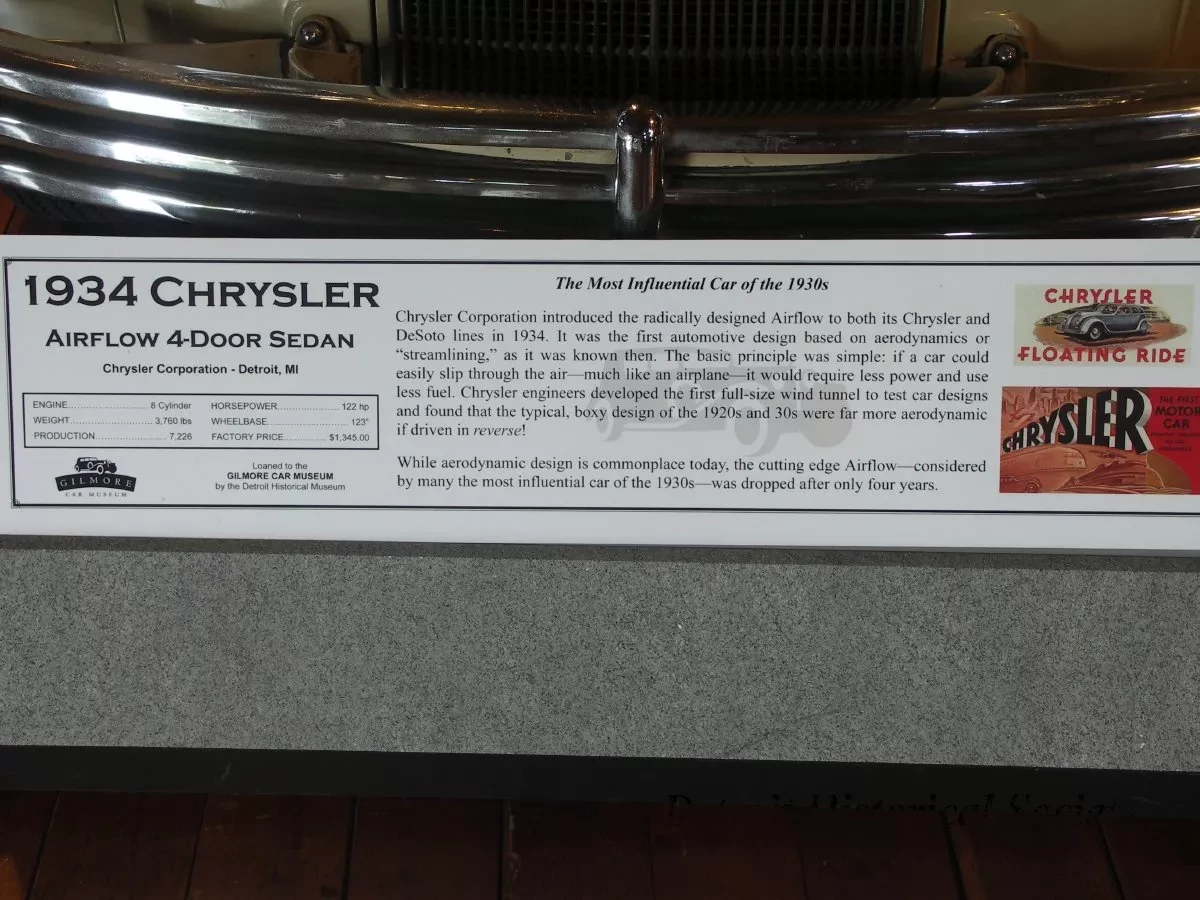 1934 CHRYSLER
AIRFLOW 4-DOOR SEDAN
Chrysler Corporation - Detroit, MI
ENGINE 8 Cylinder
WEIGHT 3,760 lbs
PRODUCTION 7,226
HORSEPOWER 122 hp
WHEELBASE 123"
FACTORY PRICE $1,345.00
GILMORE
CAR MUSEUM
Loaned to the
GILMORE CAR MUSEUM
by the Detroit Historical Museum
The Most Influential Car of the 1930s
Chrysler Corporation introduced the radically designed Airflow to both its Chrysler and
DeSoto lines in 1934. It was the first automotive design based on aerodynamics or
“streamlining,” as it was known then. The basic principle was simple: if a car could
easily slip through the air—much like an airplane—it would require less power and use
less fuel. Chrysler engineers developed the first full-size wind tunnel to test car designs
and found that the typical, boxy design of the 1920s and 30s were far more aerodynamic
if driven in reverse!
While aerodynamic design is commonplace today, the cutting edge Airflow—considered
by many the most influential car of the 1930s—was dropped after only four years.
CHRYSLER
FLOATING RIDE
CHRYSLER
THE FIRST
MOTOR
CAR
Detroit Historical